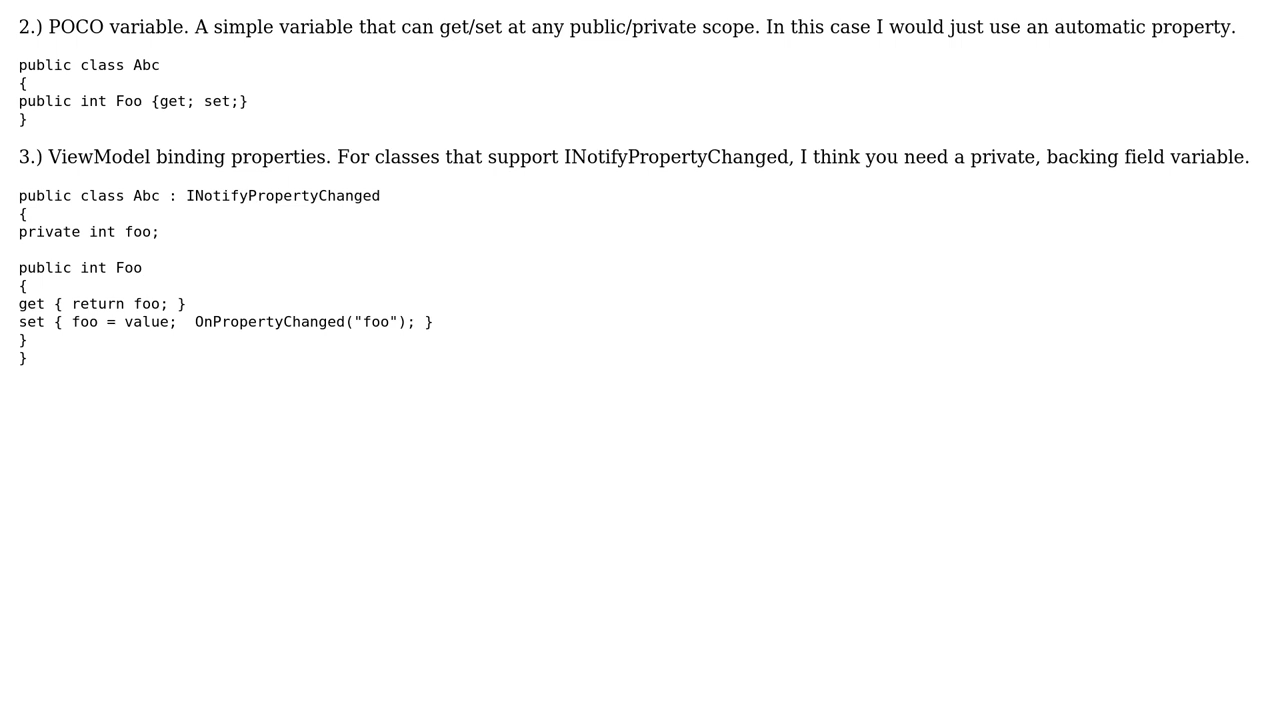 2.) POCO variable. A simple variable that can get/set at any public/private scope. In this case I would just use an automatic property.
public class Abc
{
public int Foo {get; set;}
}
3.) ViewModel binding properties. For classes that support INotifyPropertyChanged, I think you need a private, backing field variable.
public class Abc : INotifyPropertyChanged
{
private int foo;
public int Foo
{
get { return foo; }
set { foo = value;  OnPropertyChanged("foo"); }
}
}